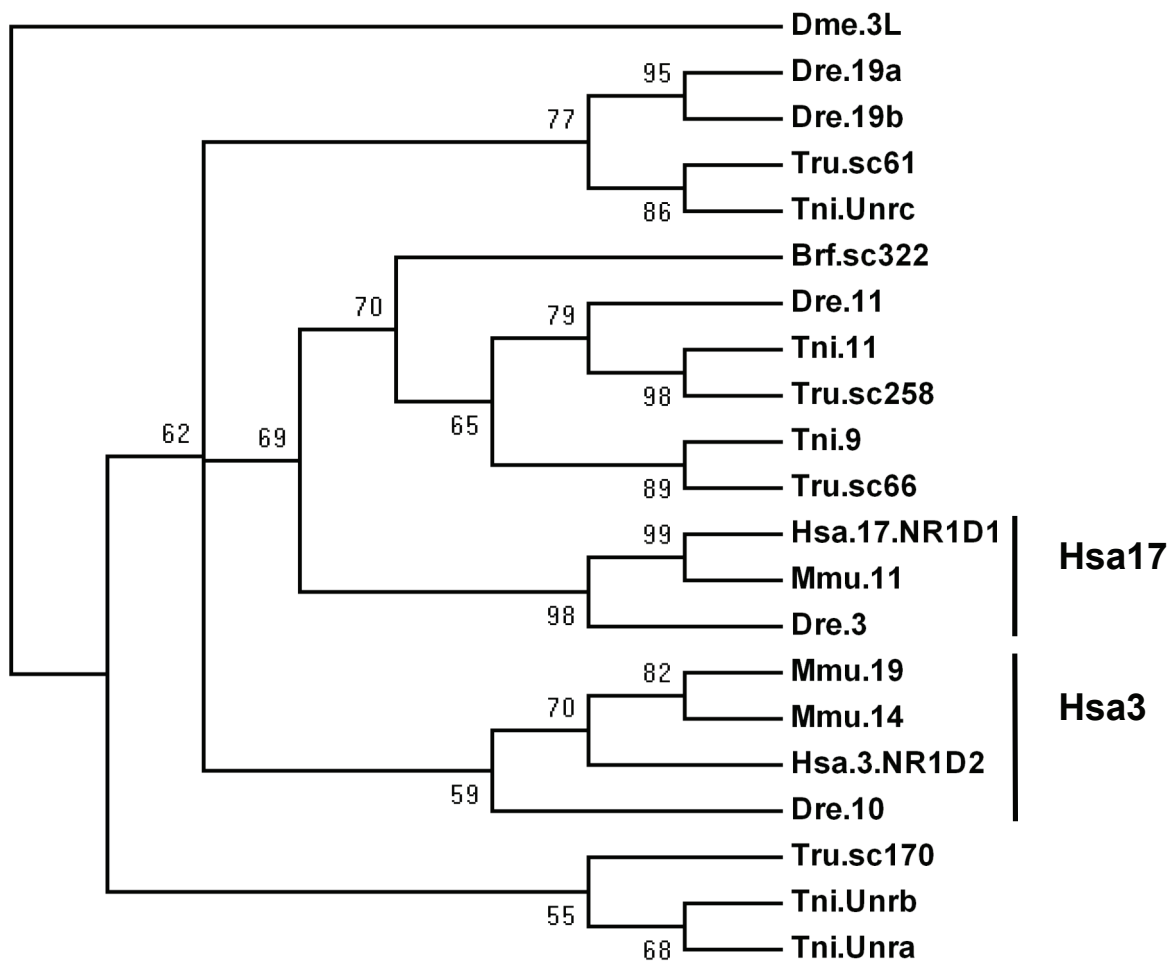 Dme.3L
95
Dre.19a
77
Dre.19b
Tru.sc61
86
Tni.Unrc
Brf.sc322
70
79
Dre.11
Tni.11
98
Tru.sc258
62
69
65
Tni.9
89
Tru.sc66
99
Hsa.17.NR1D1
Hsa17
Mmu.11
98
Dre.3
82
Mmu.19
70
Mmu.14
Hsa3
Hsa.3.NR1D2
59
Dre.10
Tru.sc170
55
Tni.Unrb
68
Tni.Unra